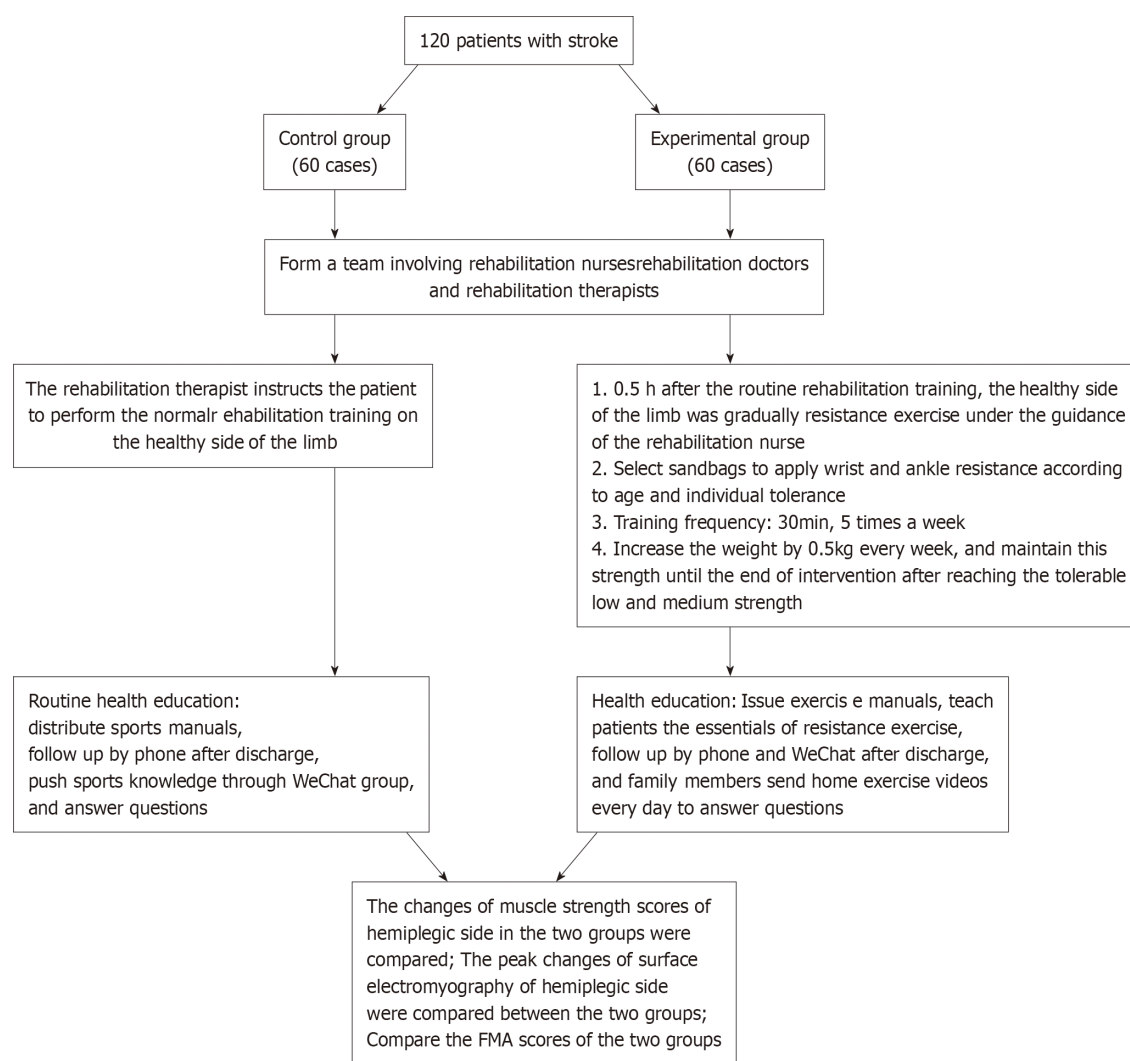 120 patients with stroke
Control group
(60 cases)
Experimental group
(60 cases)
Form a team involving rehabilitation nursesrehabilitation doctors
and rehabilitation therapists
The rehabilitation therapist instructs the patient
to perform the normalr ehabilitation training on
the healthy side of the limb
1. 0.5 h after the routine rehabilitation training, the healthy side
of the limb was gradually resistance exercise under the guidance
of the rehabilitation nurse
2. Select sandbags to apply wrist and ankle resistance according
to age and individual tolerance
3. Training frequency: 30min, 5 times a week
4. Increase the weight by 0.5kg every week, and maintain this
strength until the end of intervention after reaching the tolerable
low and medium strength
Routine health education:
distribute sports manuals,
follow up by phone after discharge,
push sports knowledge through WeChat group,
and answer questions
Health education: Issue exercis e manuals, teach
patients the essentials of resistance exercise,
follow up by phone and WeChat after discharge,
and family members send home exercise videos
every day to answer questions
The changes of muscle strength scores of
hemiplegic side in the two groups were
compared; The peak changes of surface
electromyography of hemiplegic side
were compared between the two groups;
Compare the FMA scores of the two groups